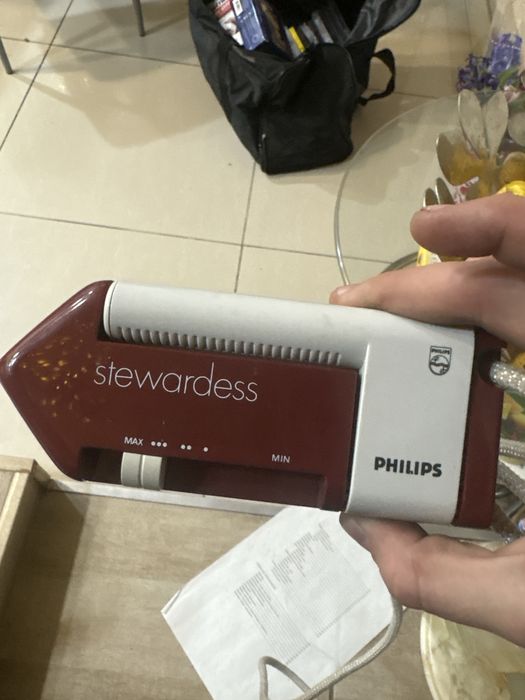 stewardess
MAX ●●● ●● ● MIN
PHILIPS
PHILIPS